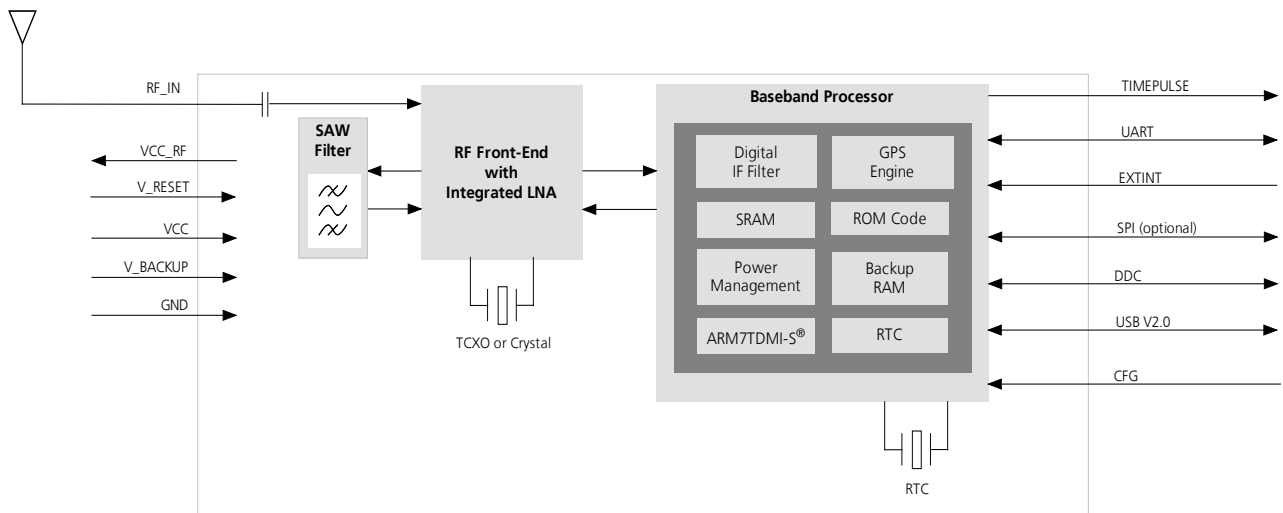 RF_IN
VCC_RF
V_RESET
VCC
V_BACKUP
GND
SAW
Filter
RF Front-End
with
Integrated LNA
TCXO or Crystal
Baseband Processor
Digital
IF Filter
GPS
Engine
SRAM
ROM Code
Power
Management
Backup
RAM
ARM7TDMI-S®
RTC
RTC
TIMEPULSE
UART
EXTINT
SPI (optional)
DDC
USB V2.0
CFG